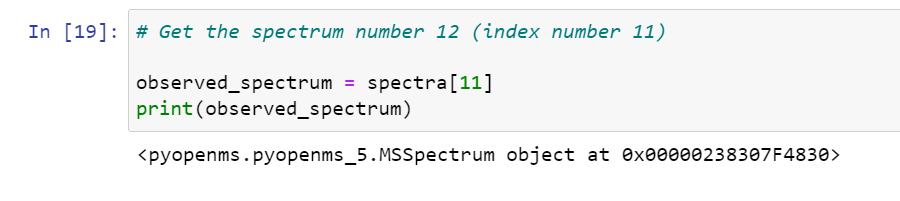 In [19]: # Get the spectrum number 12 (index number 11)
observed_spectrum = spectra[11]
print(observed_spectrum)
<pyopenms.pyopenms_5.MSSpectrum object at 0x00000238307F4830>